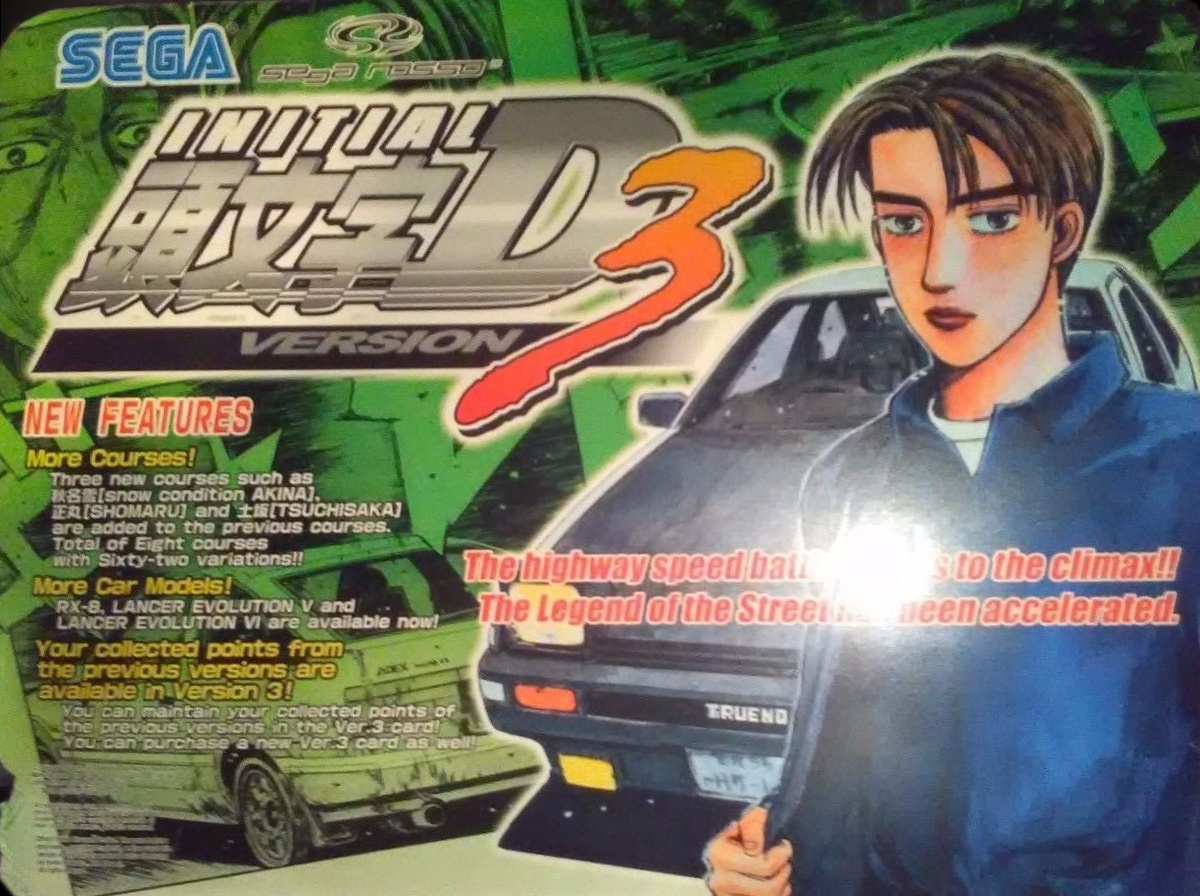 SEGA
sega rosso
INITIAL
頭文字D
VERSION 3
NEW FEATURES
More Courses!
Three new courses such as
秋名雪[snow condition AKINA],
正丸[SHOMARU] and 土坂[TSUCHISAKA]
are added to the previous courses.
Total of Eight courses
with Sixty-two variations!!
More Car Models!
RX-8, LANCER EVOLUTION V and
LANCER EVOLUTION VI are available now!
Your collected points from
the previous versions are
available in Version 3!
You can maintain your collected points of
the previous versions in the Ver.3 card!
You can purchase a new Ver.3 card as well!
The highway speed to the climax!!
The Legend of the Street been accelerated.
TRUENO